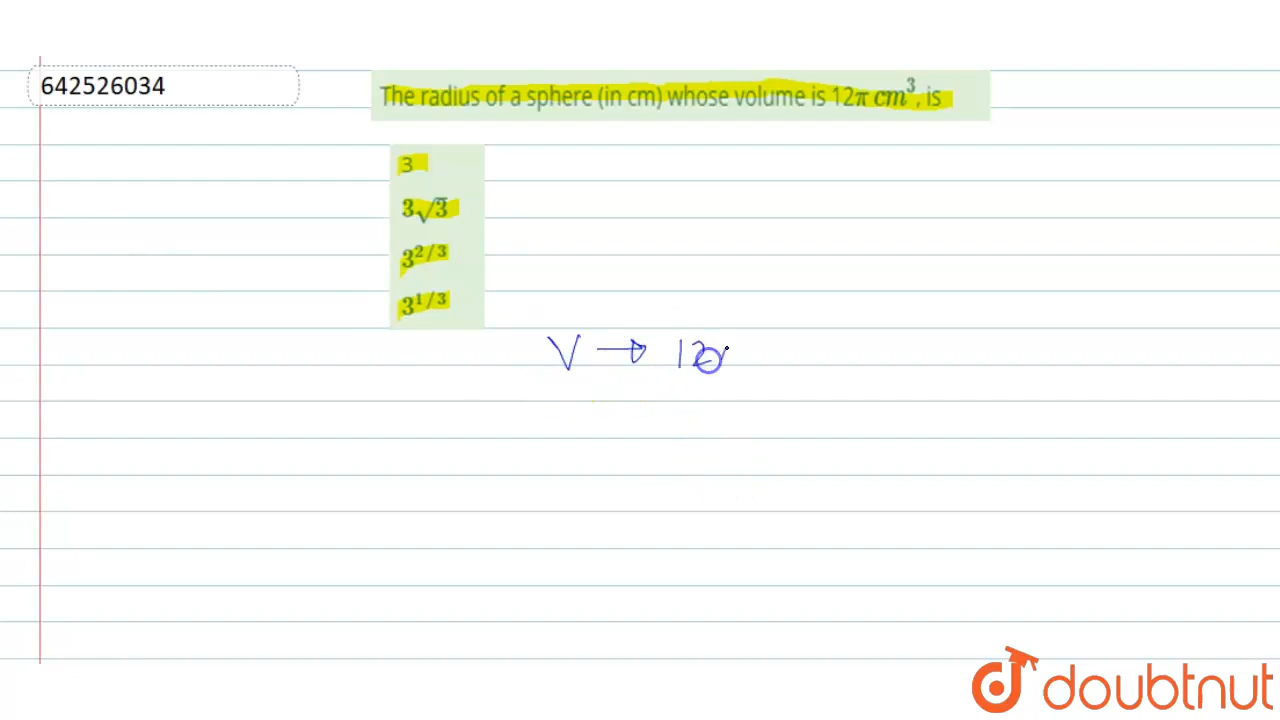 642526034
The radius of a sphere (in cm) whose volume is 12π cm³, is
3
3√3
3^{2/3}
3^{1/3}
V → 12
doubtnut